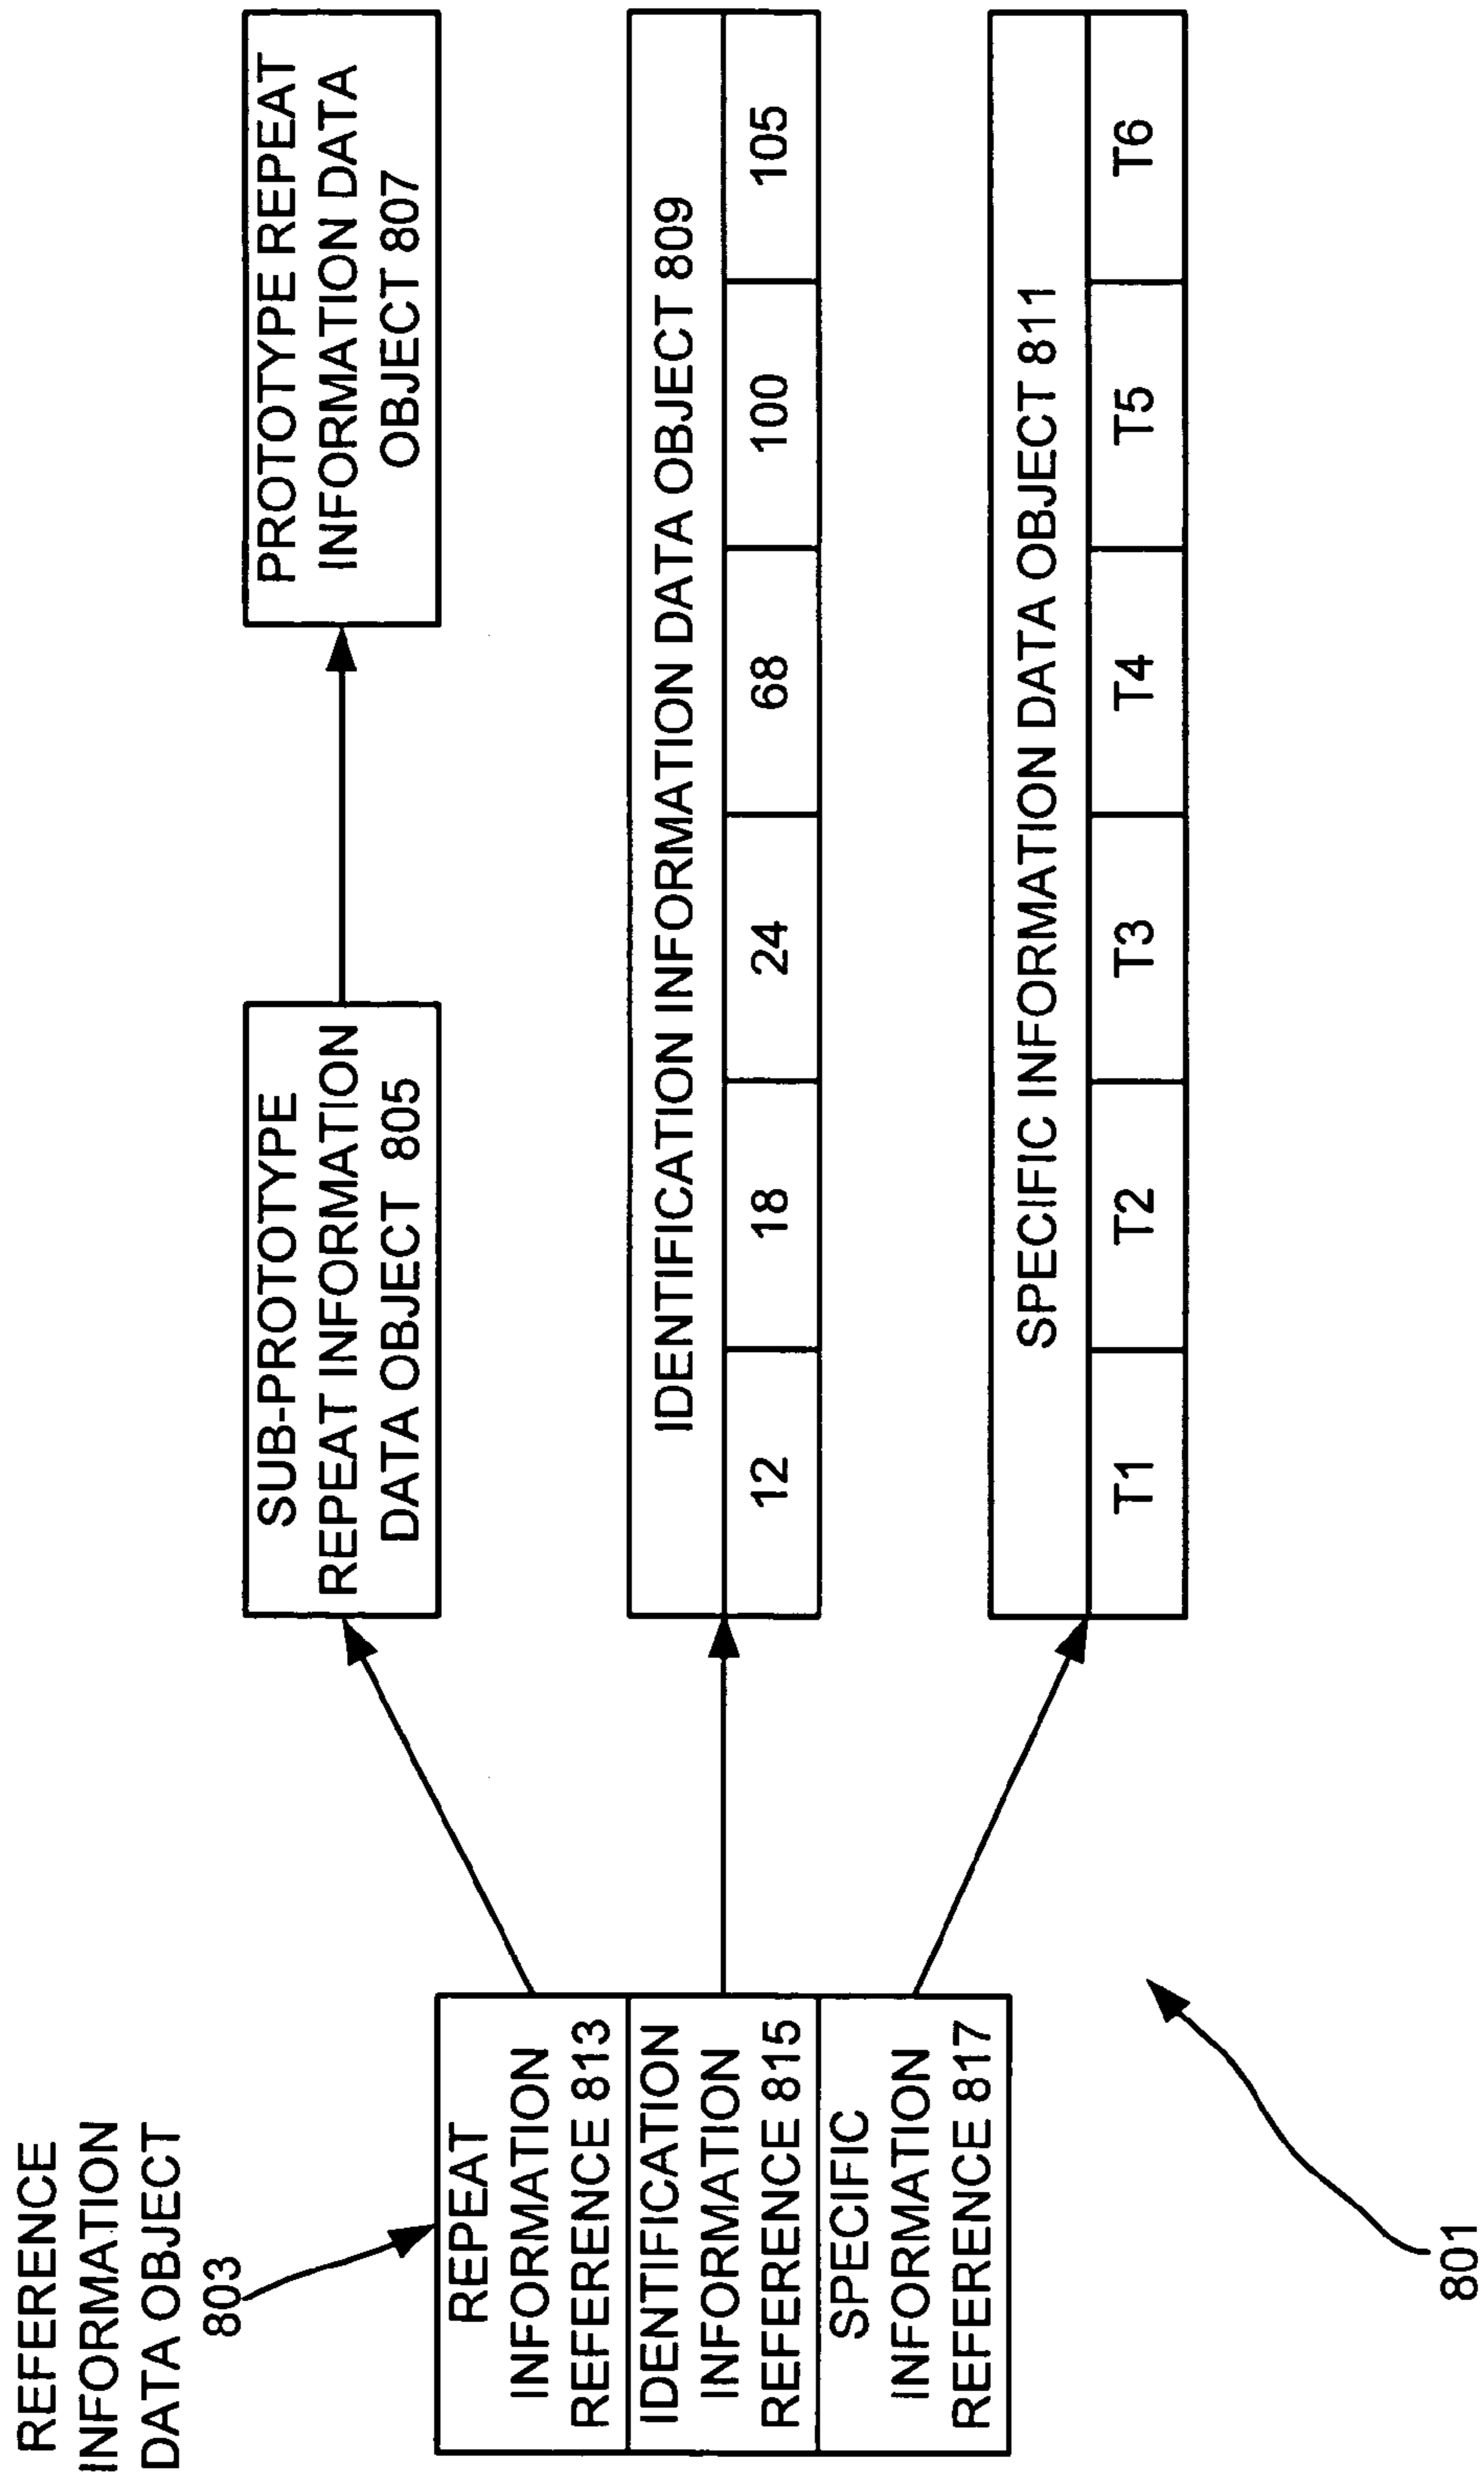 REFERENCE
INFORMATION
DATA OBJECT
803
REPEAT
INFORMATION
REFERENCE 813
IDENTIFICATION
INFORMATION
REFERENCE 815
SPECIFIC
INFORMATION
REFERENCE 817
SUB-PROTOTYPE
REPEAT INFORMATION
DATA OBJECT 805
PROTOTYPE REPEAT
INFORMATION DATA
OBJECT 807
IDENTIFICATION INFORMATION DATA OBJECT 809
12 18 24 68 100 105
SPECIFIC INFORMATION DATA OBJECT 811
T1 T2 T3 T4 T5 T6
801